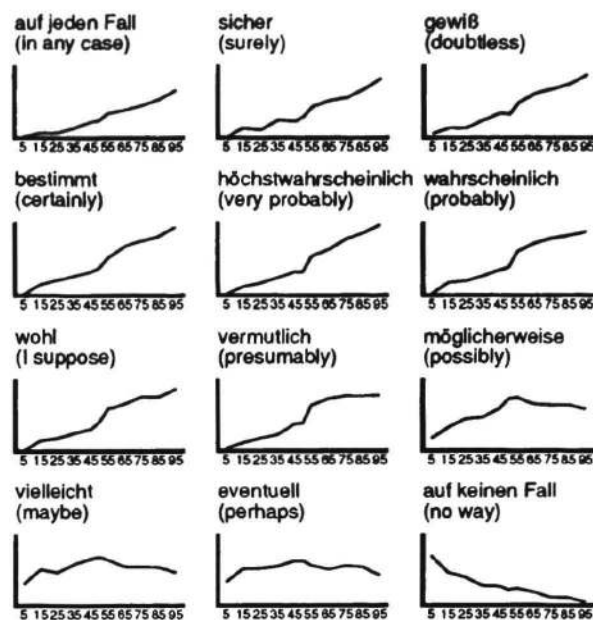 auf jeden Fall
(in any case)
5 15 25 35 45 55 65 75 85 95
sicher
(surely)
5 15 25 35 45 55 65 75 85 95
gewiß
(doubtless)
5 15 25 35 45 55 65 75 85 95
bestimmt
(certainly)
5 15 25 35 45 55 65 75 85 95
höchstwahrscheinlich
(very probably)
5 15 25 35 45 55 65 75 85 95
wahrscheinlich
(probably)
5 15 25 35 45 55 65 75 85 95
wohl
(I suppose)
5 15 25 35 45 55 65 75 85 95
vermutlich
(presumably)
5 15 25 35 45 55 65 75 85 95
möglicherweise
(possibly)
5 15 25 35 45 55 65 75 85 95
vielleicht
(maybe)
5 15 25 35 45 55 65 75 85 95
eventuell
(perhaps)
5 15 25 35 45 55 65 75 85 95
auf keinen Fall
(no way)
5 15 25 35 45 55 65 75 85 95